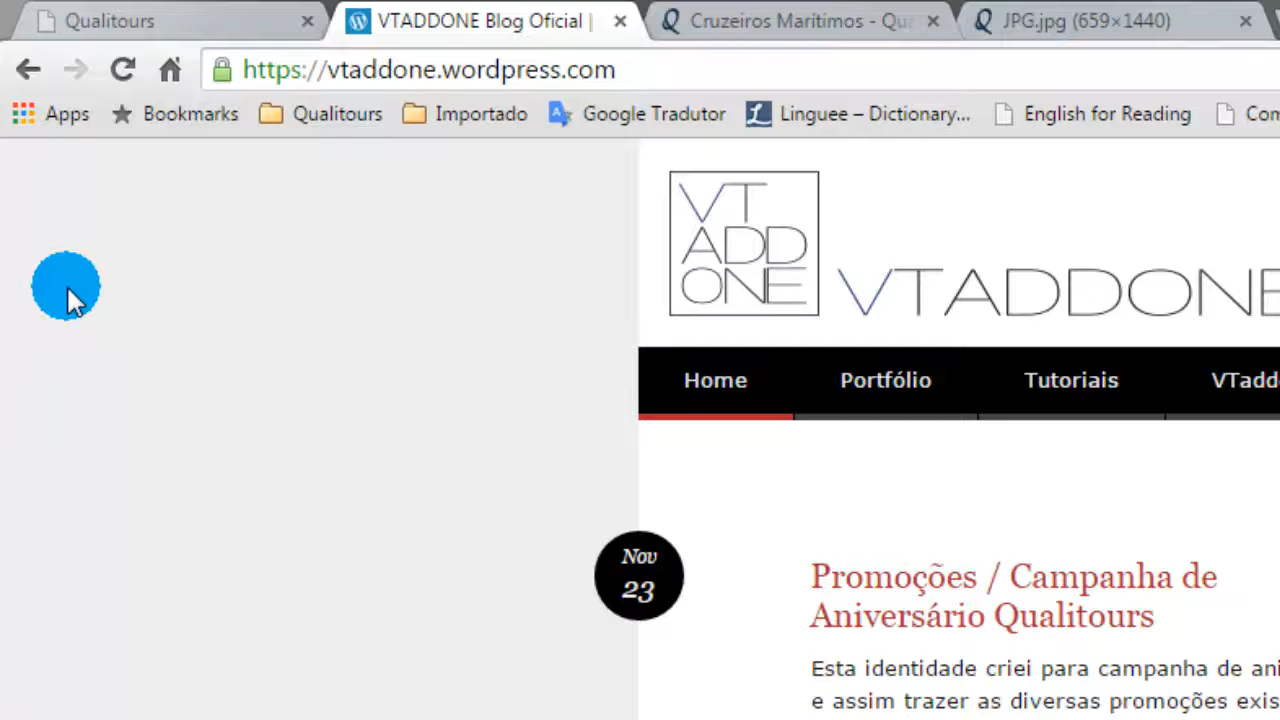 Qualitours
VTADDONE Blog Oficial |
Cruzeiros Marítimos - Qu
JPG.jpg (659×1440)
https://vtaddone.wordpress.com
Apps
Bookmarks
Qualitours
Importado
Google Tradutor
Linguee – Dictionary...
English for Reading
Com
VT
ADD
ONE
VTADDONE
Home
Portfólio
Tutoriais
VTadd
Nov
23
Promoções / Campanha de
Aniversário Qualitours
Esta identidade criei para campanha de ani
e assim trazer as diversas promoções exis